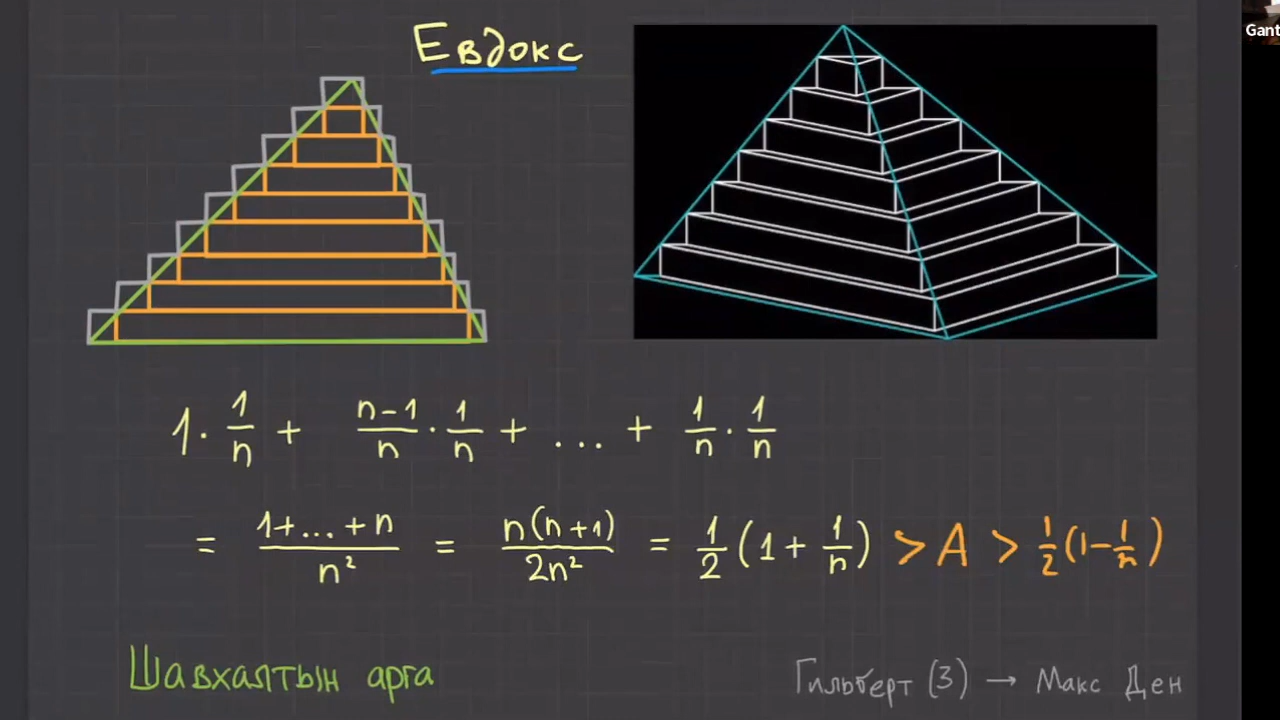 Евдокс
Gant
1 · 1/n + n-1/n · 1/n + ... + 1/n · 1/n
= 1+...+n/n² = n(n+1)/2n² = 1/2 (1 + 1/n) > A > 1/2 (1 - 1/n)
Шавхалтын арга
Гильберт (3) → Макс Ден